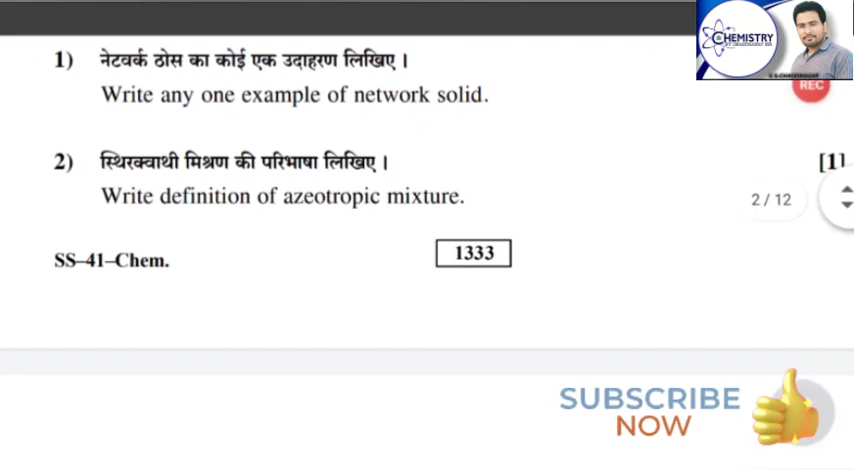 CHEMISTRY
REC
1) नेटवर्क ठोस का कोई एक उदाहरण लिखिए।
Write any one example of network solid.
2) स्थिरक्वाथी मिश्रण की परिभाषा लिखिए। [1]
Write definition of azeotropic mixture.
2 / 12
SS–41–Chem. 1333
SUBSCRIBE
NOW